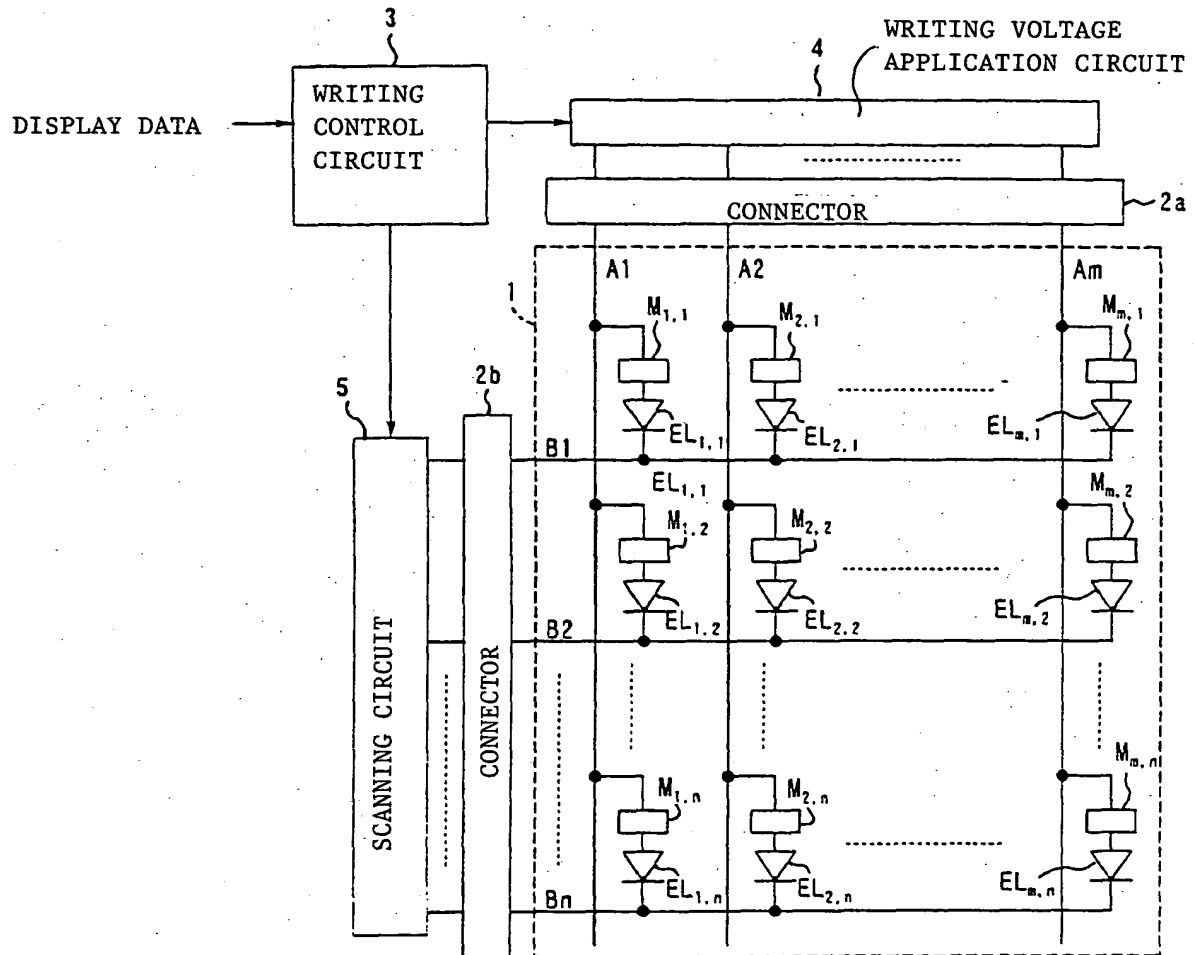 3
WRITING VOLTAGE
APPLICATION CIRCUIT
4
WRITING
CONTROL
CIRCUIT
DISPLAY DATA
CONNECTOR
2a
A1 A2 Am
1
M1,1 M2,1 Mm,1
2b
5
EL1,1 EL2,1 ELm,1
B1
EL1,1
Mm,2
M1,2 M2,2
EL1,2 EL2,2 ELm,2
B2
SCANNING CIRCUIT
CONNECTOR
Mm,n
M1,n M2,n
EL1,n EL2,n ELm,n
Bn